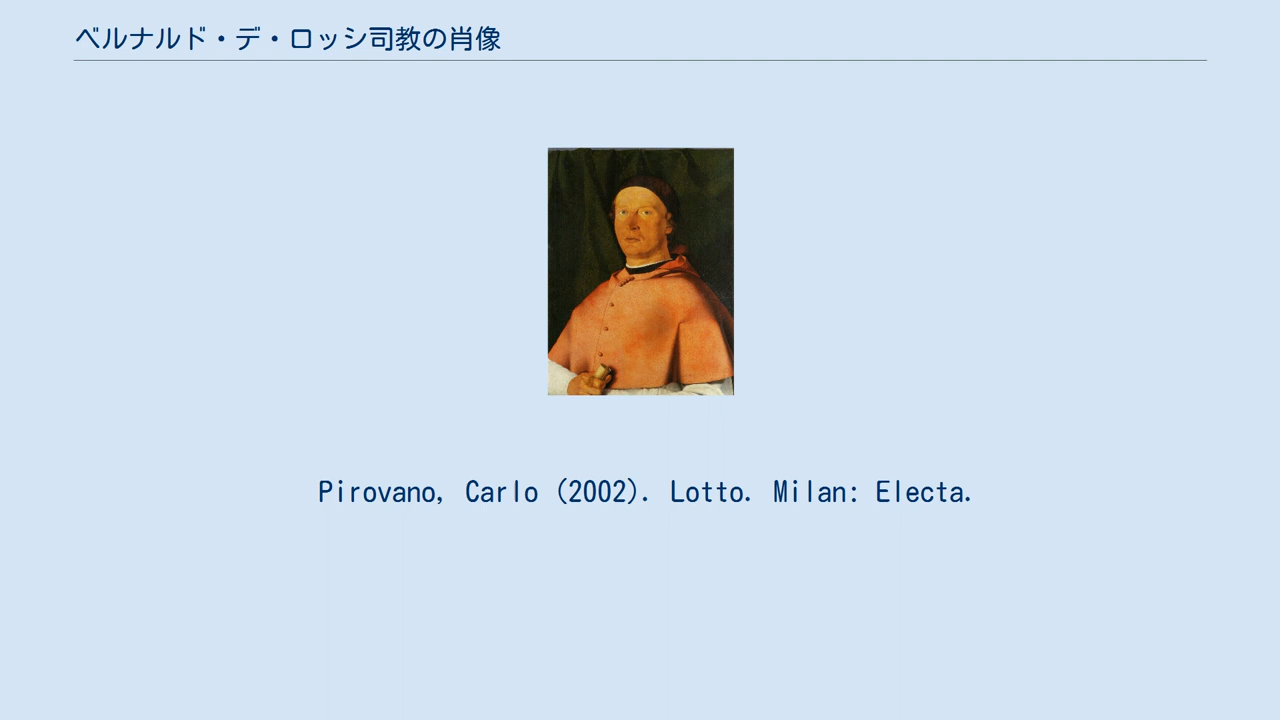 ベルナルド・デ・ロッシ司教の肖像
Pirovano, Carlo (2002). Lotto. Milan: Electa.